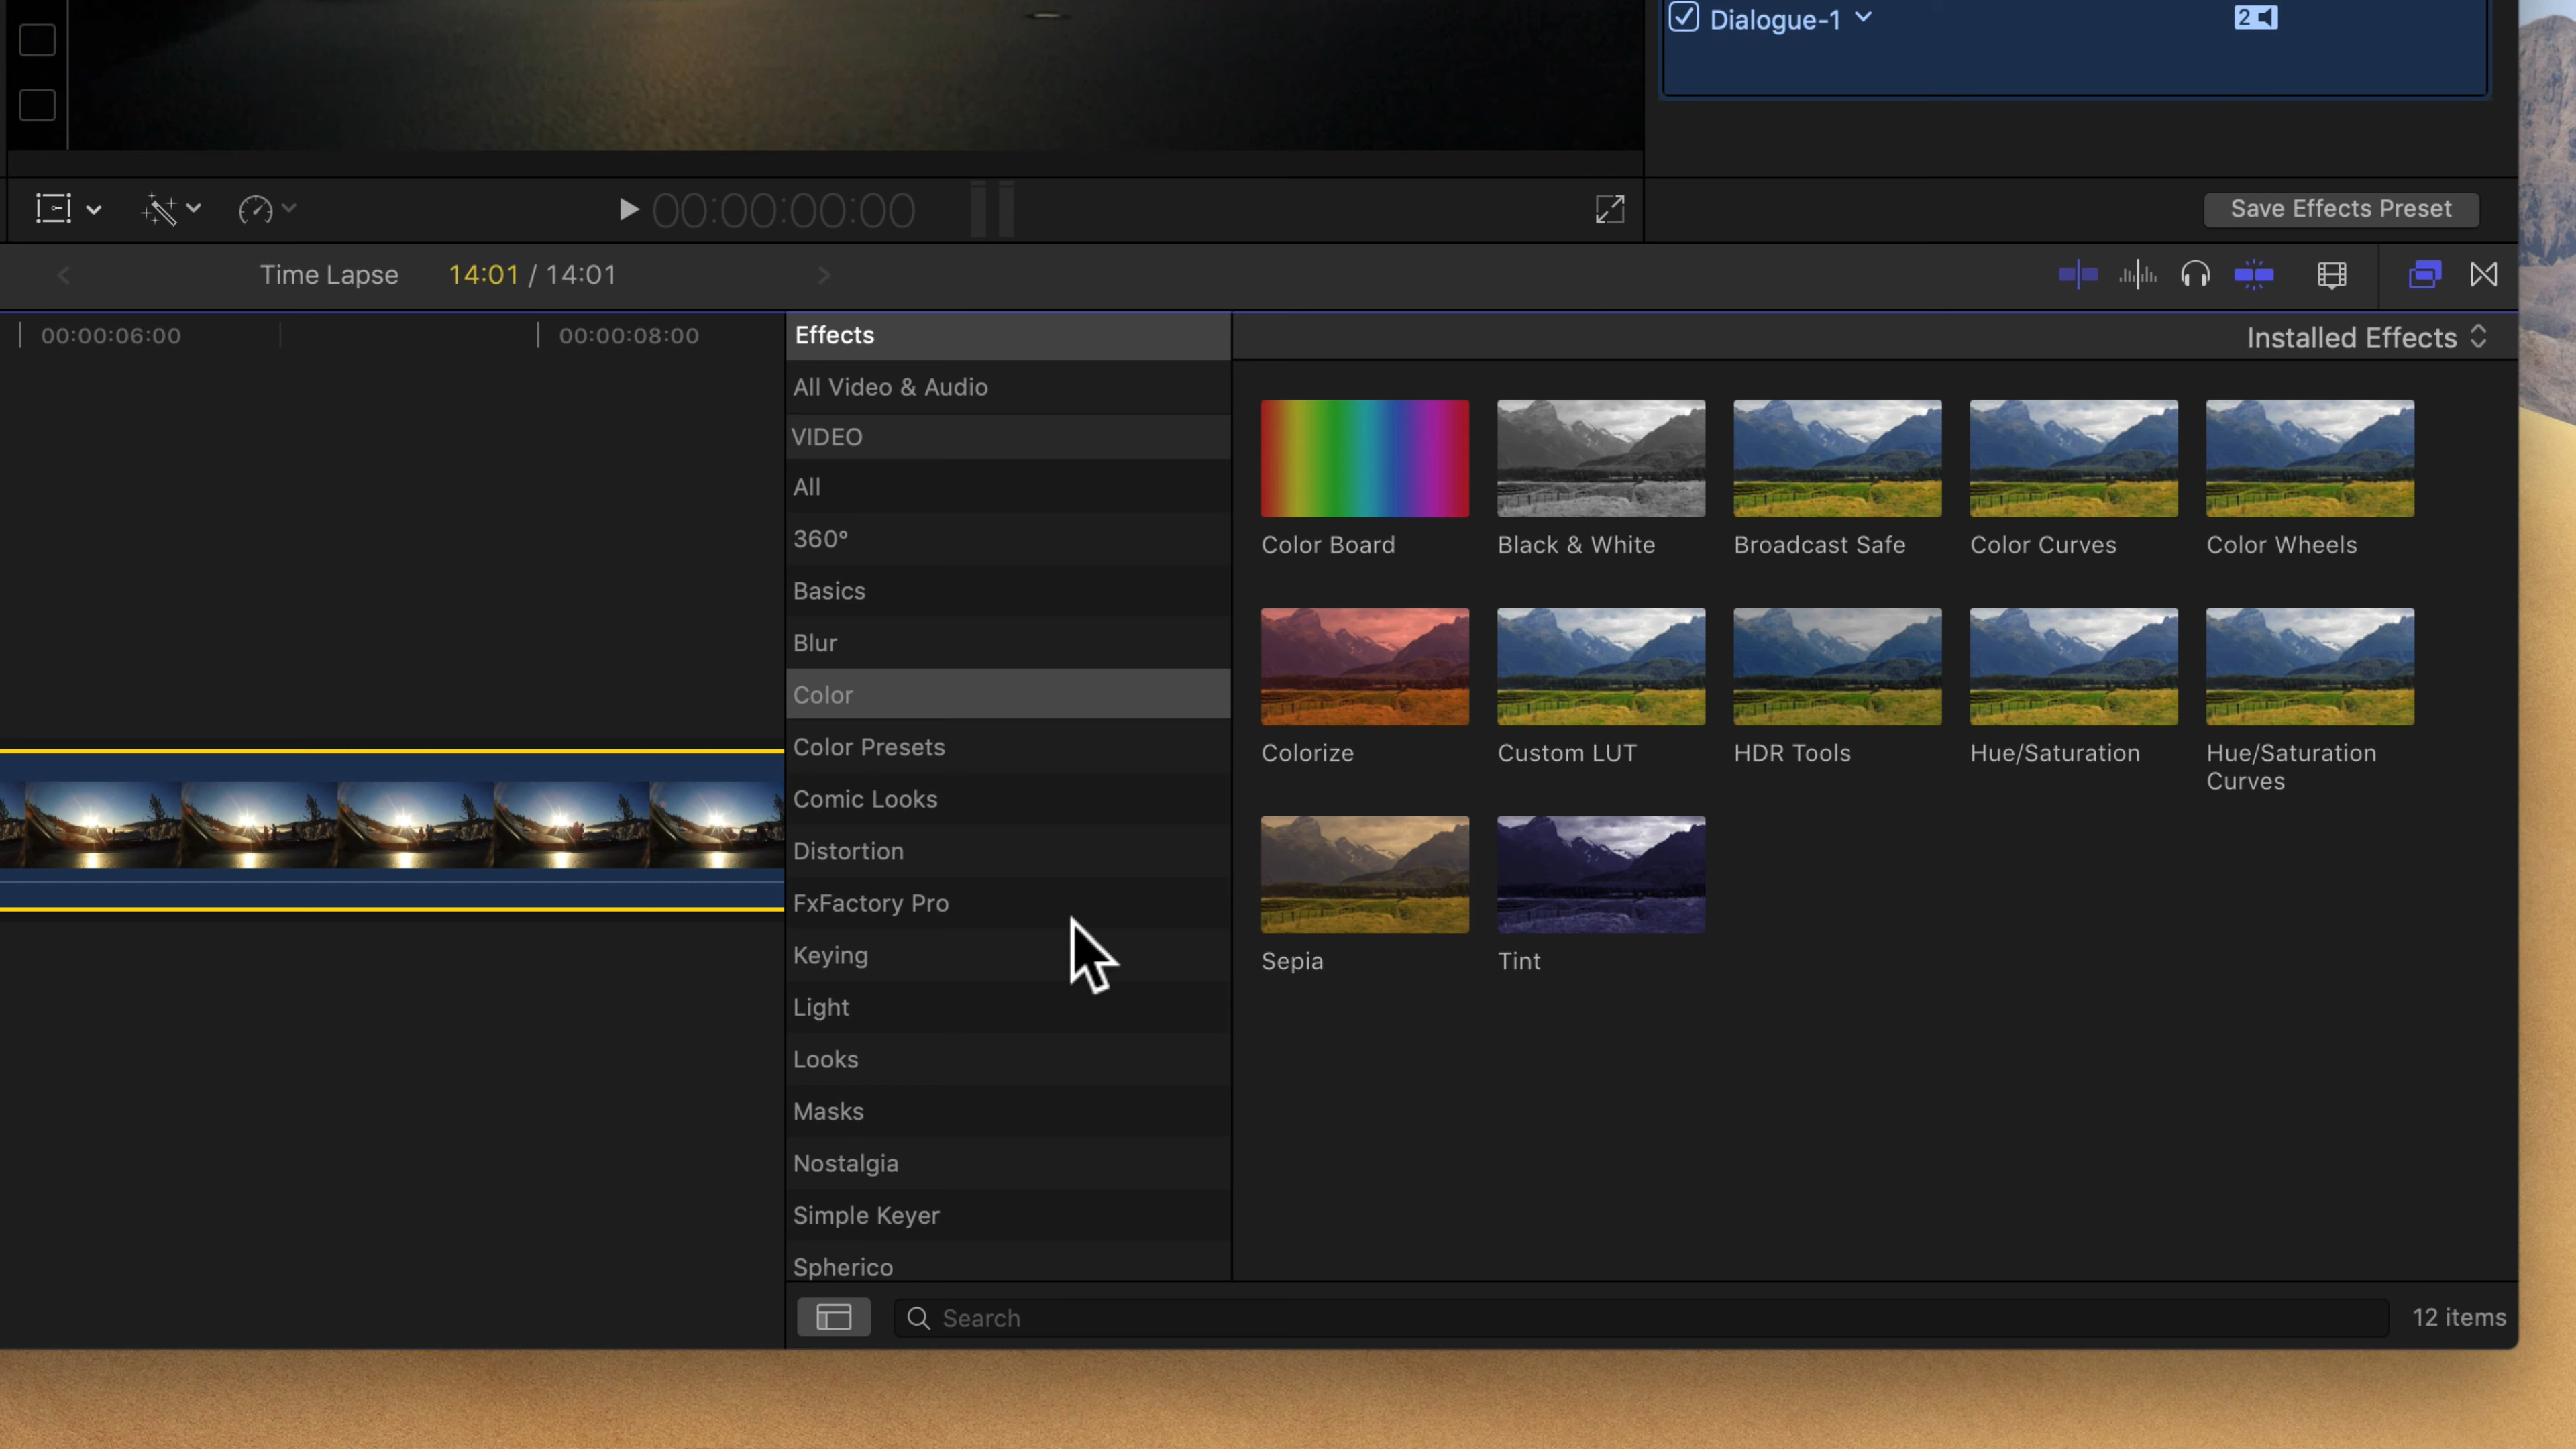 Dialogue-1
2
00:00:00:00
Save Effects Preset
Time Lapse 14:01 / 14:01
00:00:06:00 00:00:08:00
Effects
Installed Effects
All Video & Audio
VIDEO
All
360°
Basics
Blur
Color
Color Presets
Comic Looks
Distortion
FxFactory Pro
Keying
Light
Looks
Masks
Nostalgia
Simple Keyer
Spherico
Color Board Black & White Broadcast Safe Color Curves Color Wheels
Colorize Custom LUT HDR Tools Hue/Saturation Hue/Saturation
Curves
Sepia Tint
Search
12 items